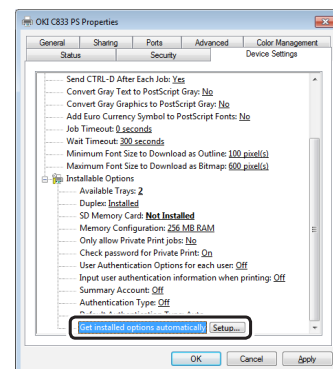 OKI C833 PS Properties
General Sharing Ports Advanced Color Management
Status Security Device Settings
Send CTRL-D After Each Job: Yes
Convert Gray Text to PostScript Gray: No
Convert Gray Graphics to PostScript Gray: No
Add Euro Currency Symbol to PostScript Fonts: No
Job Timeout: 0 seconds
Wait Timeout: 300 seconds
Minimum Font Size to Download as Outline: 100 pixel(s)
Maximum Font Size to Download as Bitmap: 600 pixel(s)
Installable Options
Available Trays: 2
Duplex: Installed
SD Memory Card: Not Installed
Memory Configuration: 256 MB RAM
Only allow Private Print jobs: No
Check password for Private Print: On
User Authentication Options for each user: Off
Input user authentication information when printing: Off
Summary Account: Off
Authentication Type: Off
Get installed options automatically Setup...
OK Cancel Apply